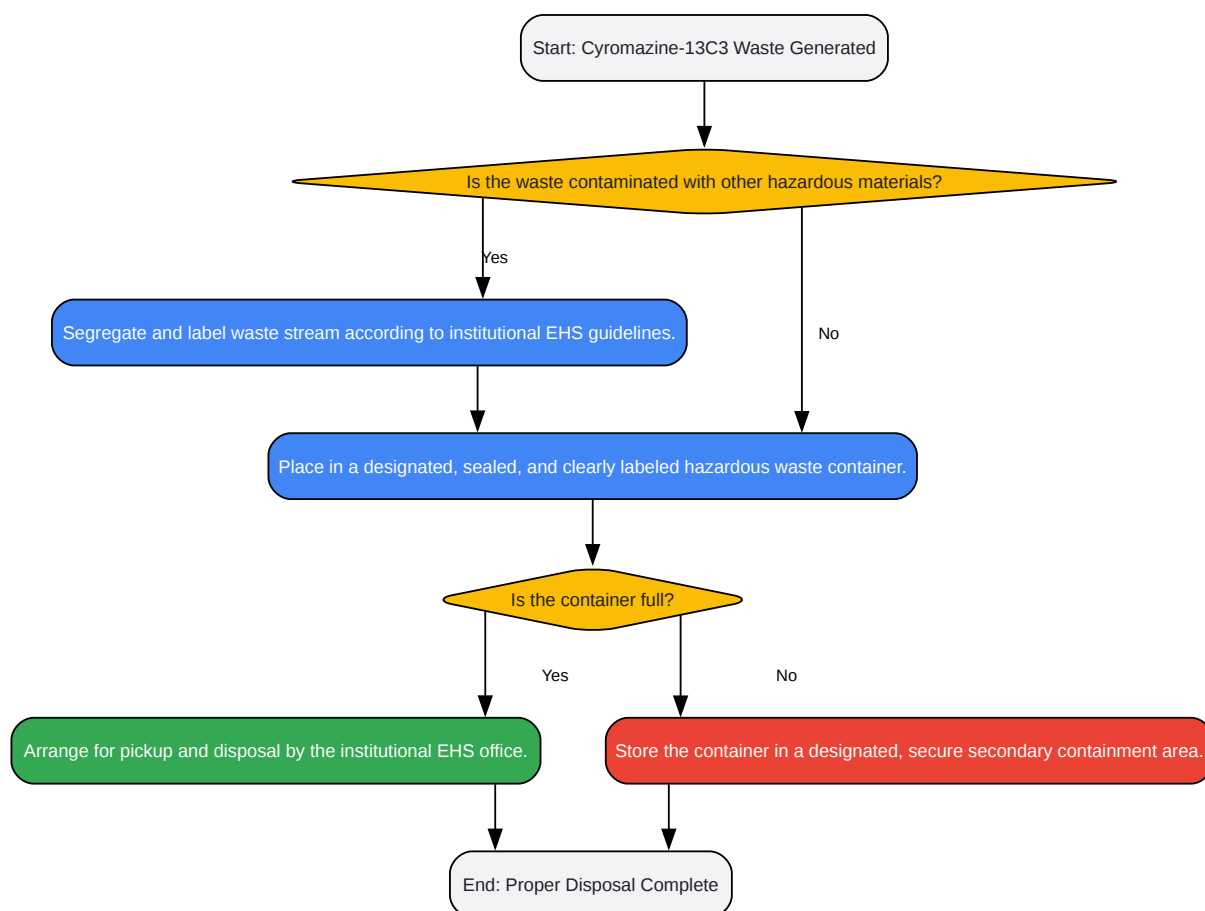 Start: Cyromazine-13C3 Waste Generated
Is the waste contaminated with other hazardous materials?
Yes
Segregate and label waste stream according to institutional EHS guidelines.
No
Place in a designated, sealed, and clearly labeled hazardous waste container.
Is the container full?
Yes
No
Arrange for pickup and disposal by the institutional EHS office.
Store the container in a designated, secure secondary containment area.
End: Proper Disposal Complete